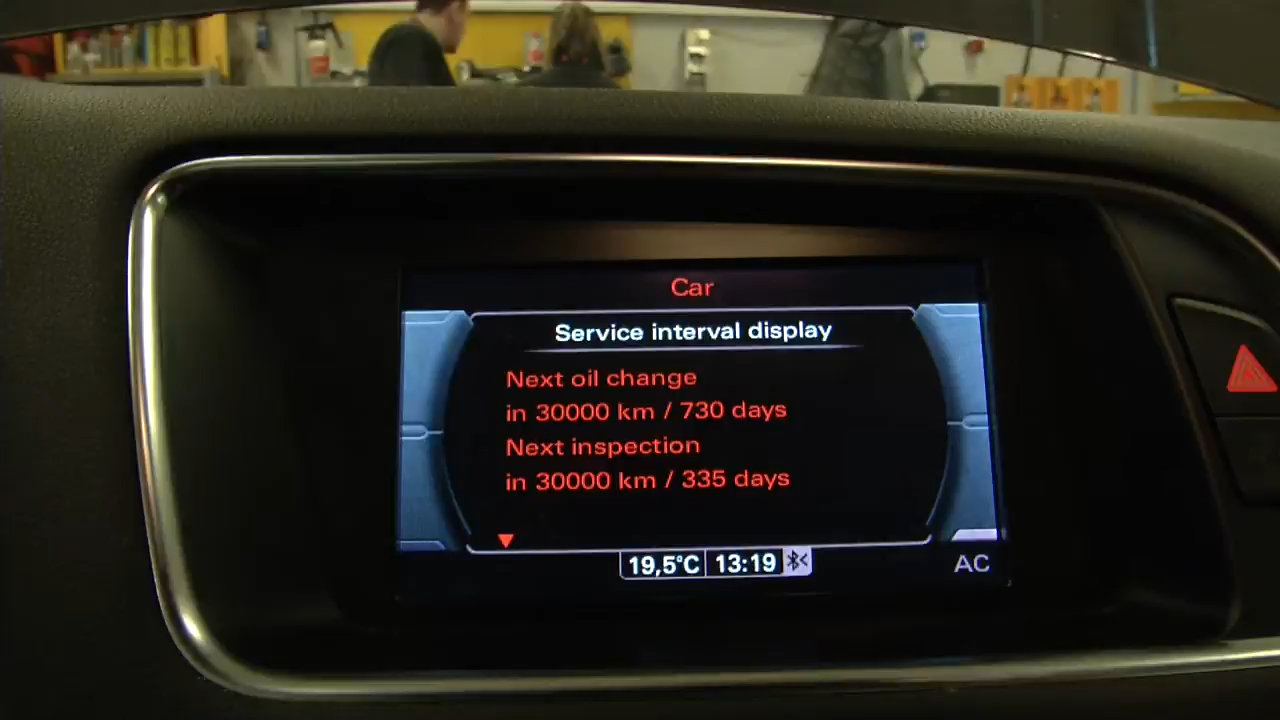 Car
Service interval display
Next oil change
in 30000 km / 730 days
Next inspection
in 30000 km / 335 days
19,5°C 13:19
AC